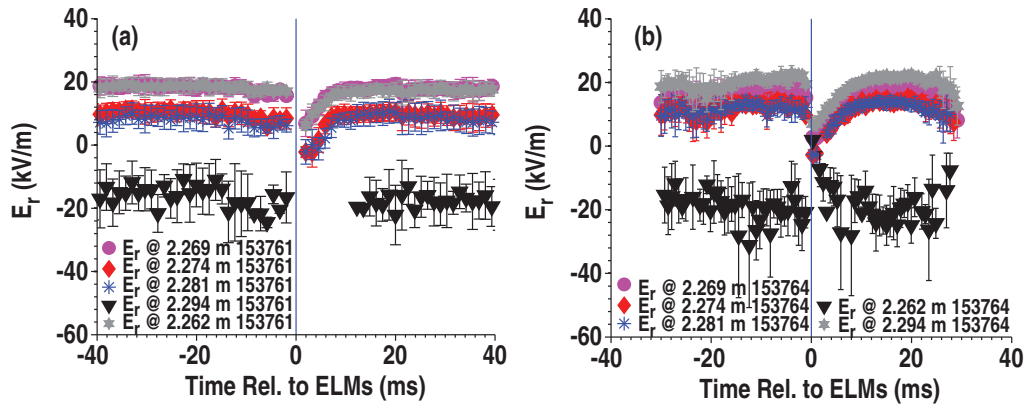 (a)
40
20
0
-20
-40
-60
E_r (kV/m)
E_r @ 2.269 m 153761
E_r @ 2.274 m 153761
E_r @ 2.281 m 153761
E_r @ 2.294 m 153761
E_r @ 2.262 m 153761
-40 -20 0 20 40
Time Rel. to ELMs (ms)
(b)
40
20
0
-20
-40
-60
E_r (kV/m)
E_r @ 2.269 m 153764
E_r @ 2.274 m 153764
E_r @ 2.281 m 153764
E_r @ 2.262 m 153764
E_r @ 2.294 m 153764
-40 -20 0 20 40
Time Rel. to ELMs (ms)